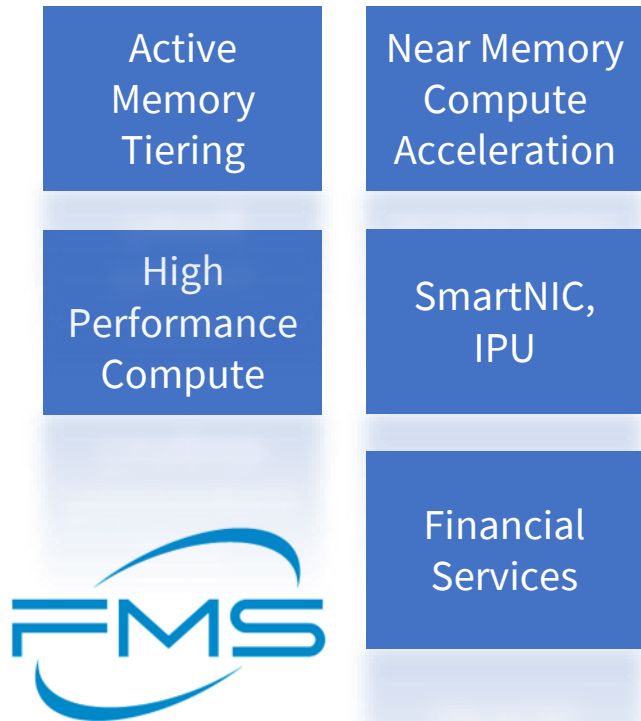 Active
Memory
Tiering
Near Memory
Compute
Acceleration
High
Performance
Compute
SmartNIC,
IPU
Financial
Services
FMS